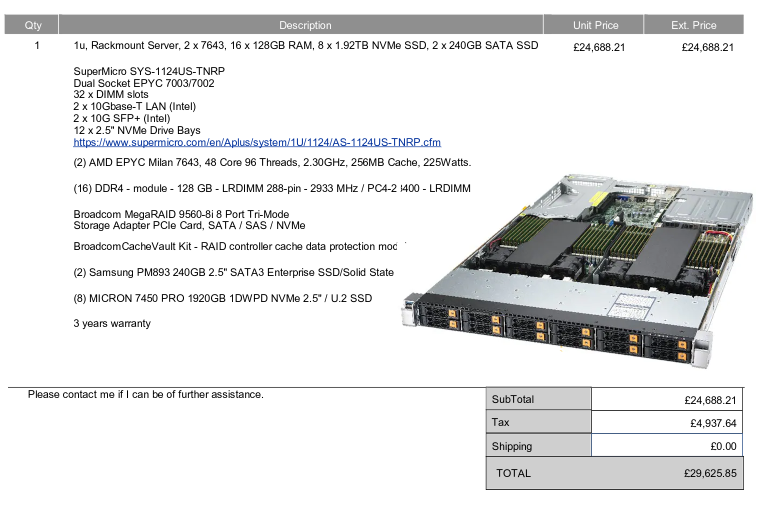 Qty Description Unit Price Ext. Price
1 1u, Rackmount Server, 2 x 7643, 16 x 128GB RAM, 8 x 1.92TB NVMe SSD, 2 x 240GB SATA SSD £24,688.21 £24,688.21
SuperMicro SYS-1124US-TNRP
Dual Socket EPYC 7003/7002
32 x DIMM slots
2 x 10Gbase-T LAN (Intel)
2 x 10G SFP+ (Intel)
12 x 2.5" NVMe Drive Bays
https://www.supermicro.com/en/Aplus/system/1U/1124/AS-1124US-TNRP.cfm
(2) AMD EPYC Milan 7643, 48 Core 96 Threads, 2.30GHz, 256MB Cache, 225Watts.
(16) DDR4 - module - 128 GB - LRDIMM 288-pin - 2933 MHz / PC4-2 400 - LRDIMM
Broadcom MegaRAID 9560-8i 8 Port Tri-Mode
Storage Adapter PCIe Card, SATA / SAS / NVMe
BroadcomCacheVault Kit - RAID controller cache data protection
(2) Samsung PM893 240GB 2.5" SATA3 Enterprise SSD/Solid State
(8) MICRON 7450 PRO 1920GB 1DWPD NVMe 2.5" / U.2 SSD
3 years warranty
Please contact me if I can be of further assistance.
SubTotal £24,688.21
Tax £4,937.64
Shipping £0.00
TOTAL £29,625.85